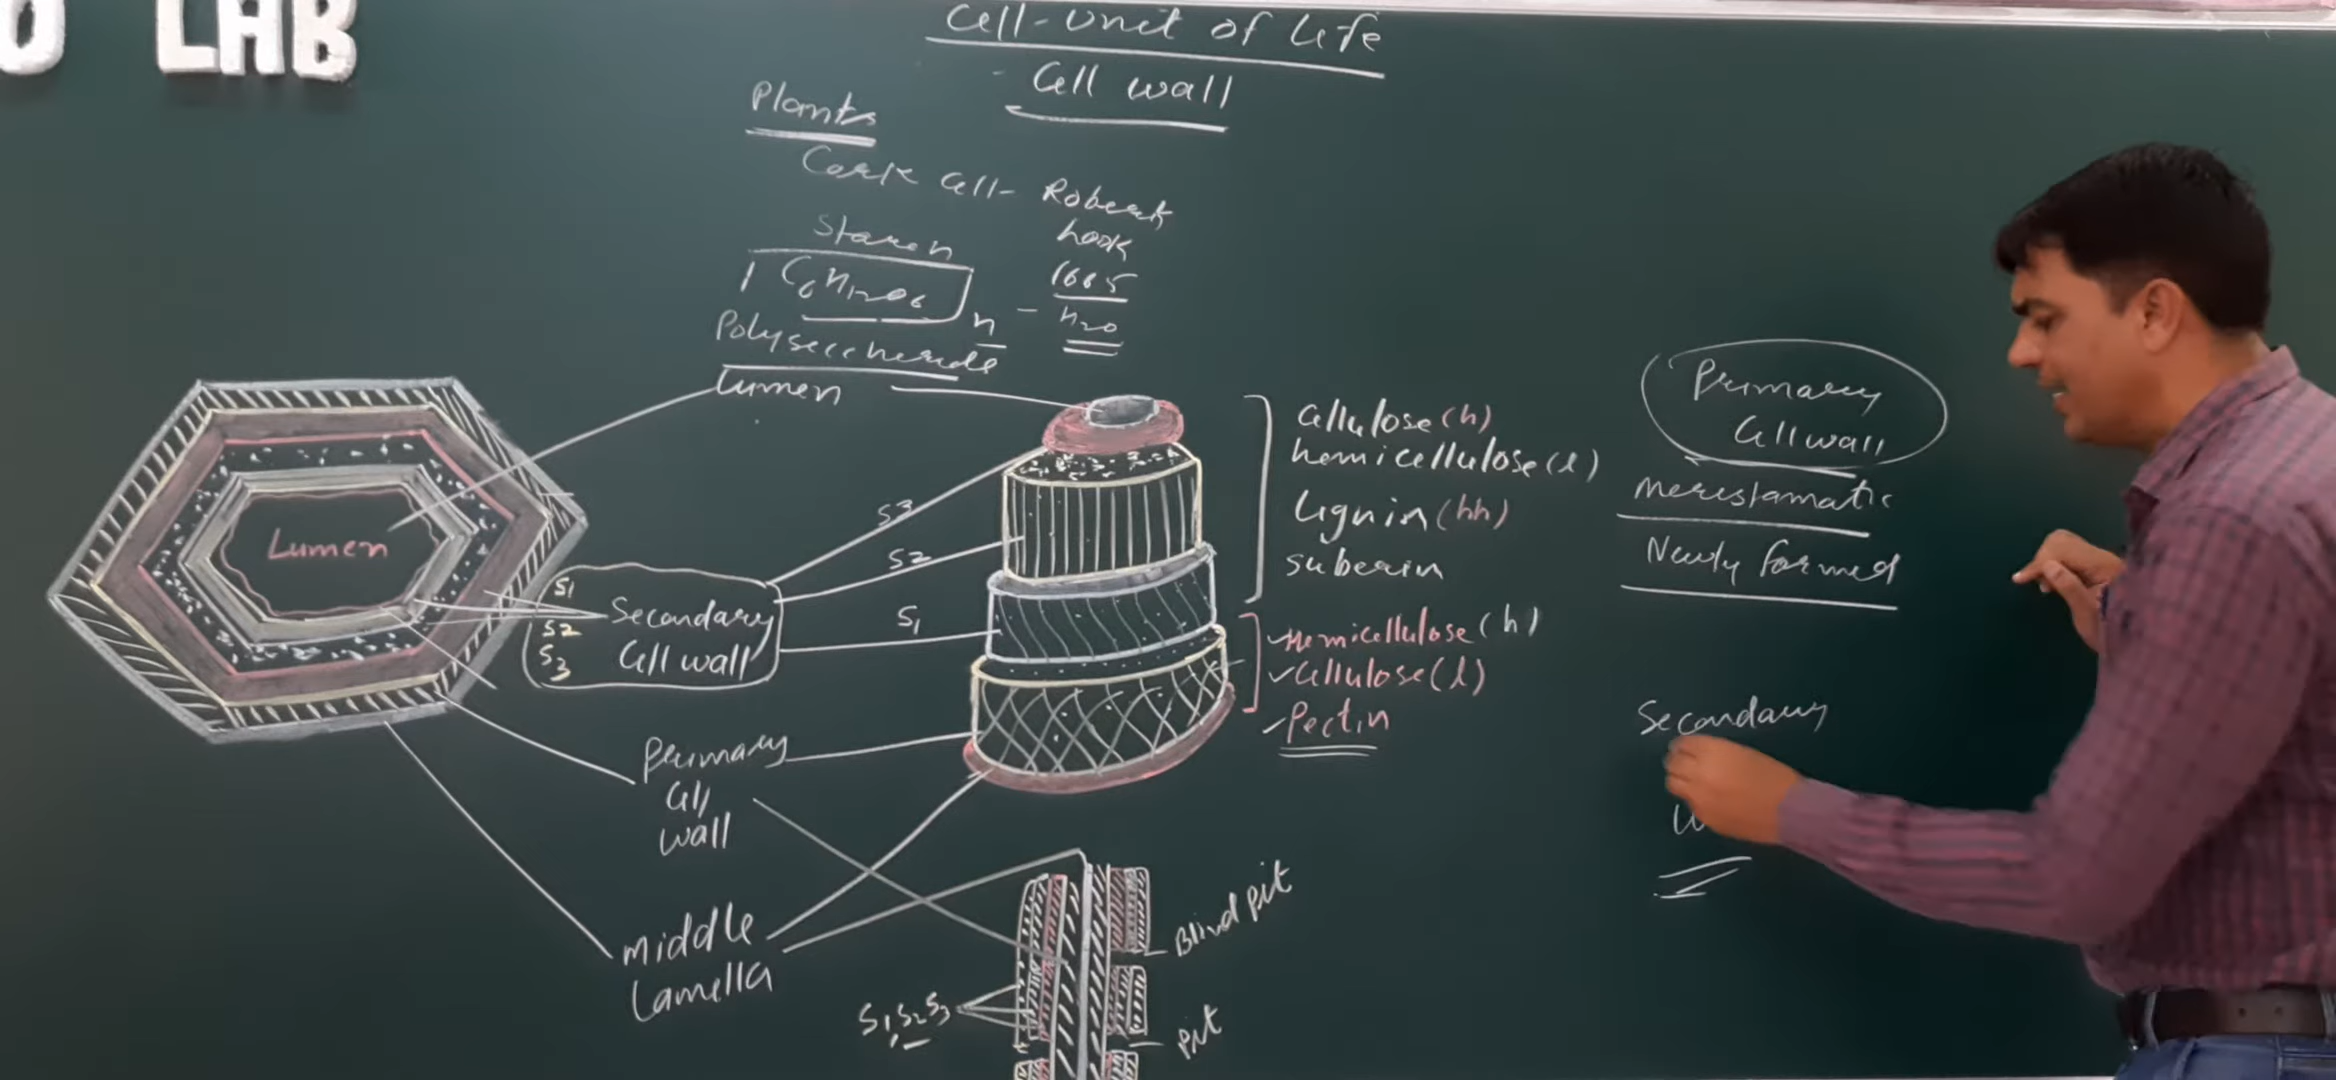 O LAB
Cell-Unit of Life
Cell wall
Plants
Cork Cell- Robert
hook
1665
Starch
( C6H12O6 )n - H2O
Polysaccheride
Lumen
Lumen
S3
S2
S1
S1
S2
S3
Secondary
Cell wall
Primary
Cell
wall
middle
Lamella
Cellulose (h)
hemicellulose (l)
Lignin (hh)
suberin
Hemicellulose (h)
Cellulose (l)
Pectin
Blind pit
Pit
S1 S2 S3
Primary
Cell wall
Meristamatic
Newly formed
Secondary